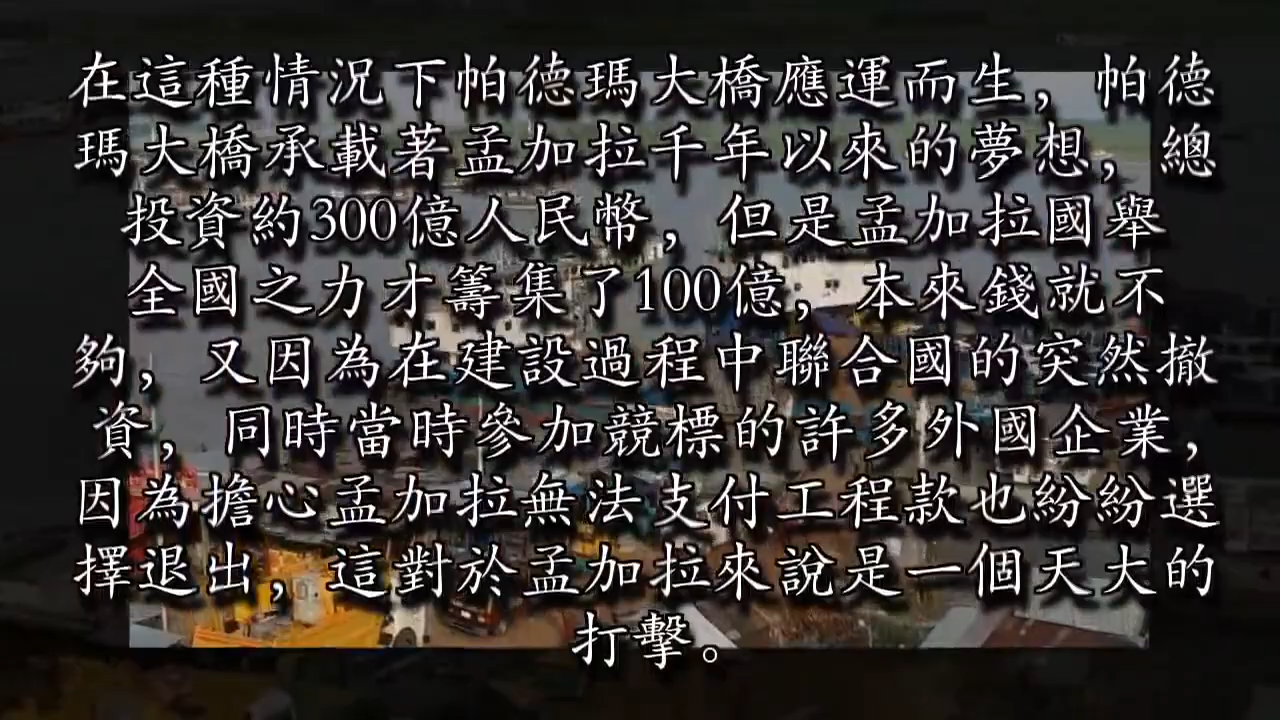 在這種情況下帕德瑪大橋應運而生，帕德
瑪大橋承載著孟加拉千年以來的夢想，總
投資約300億人民幣，但是孟加拉國舉
全國之力才籌集了100億，本來錢就不
夠，又因為在建設過程中聯合國的突然撤
資，同時當時參加競標的許多外國企業，
因為擔心孟加拉無法支付工程款也紛紛選
擇退出，這對於孟加拉來說是一個天大的
打擊。